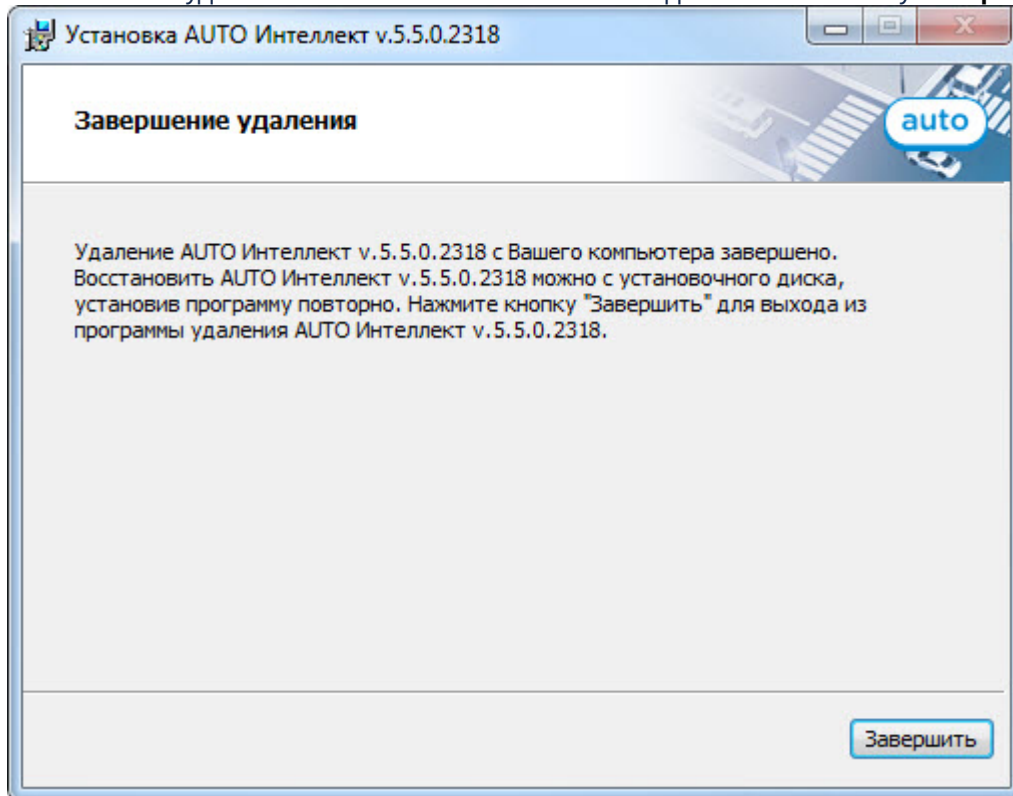 Установка AUTO Интеллект v.5.5.0.2318
Завершение удаления
auto
Удаление AUTO Интеллект v.5.5.0.2318 с Вашего компьютера завершено.
Восстановить AUTO Интеллект v.5.5.0.2318 можно с установочного диска,
установив программу повторно. Нажмите кнопку "Завершить" для выхода из
программы удаления AUTO Интеллект v.5.5.0.2318.
Завершить